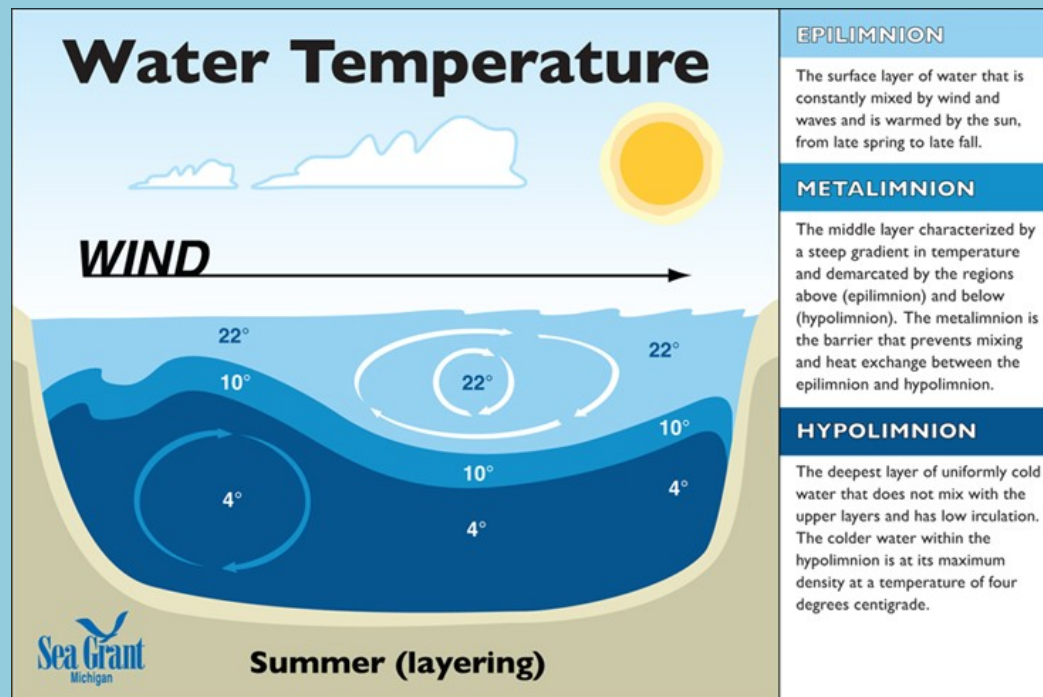 Water Temperature
WIND
22°
22°
22°
10°
10°
10°
4°
4°
4°
Sea Grant
Michigan
Summer (layering)
EPILIMNION
The surface layer of water that is
constantly mixed by wind and
waves and is warmed by the sun,
from late spring to late fall.
METALIMNION
The middle layer characterized by
a steep gradient in temperature
and demarcated by the regions
above (epilimnion) and below
(hypolimnion). The metalimnion is
the barrier that prevents mixing
and heat exchange between the
epilimnion and hypolimnion.
HYPOLIMNION
The deepest layer of uniformly cold
water that does not mix with the
upper layers and has low irculation.
The colder water within the
hypolimnion is at its maximum
density at a temperature of four
degrees centigrade.